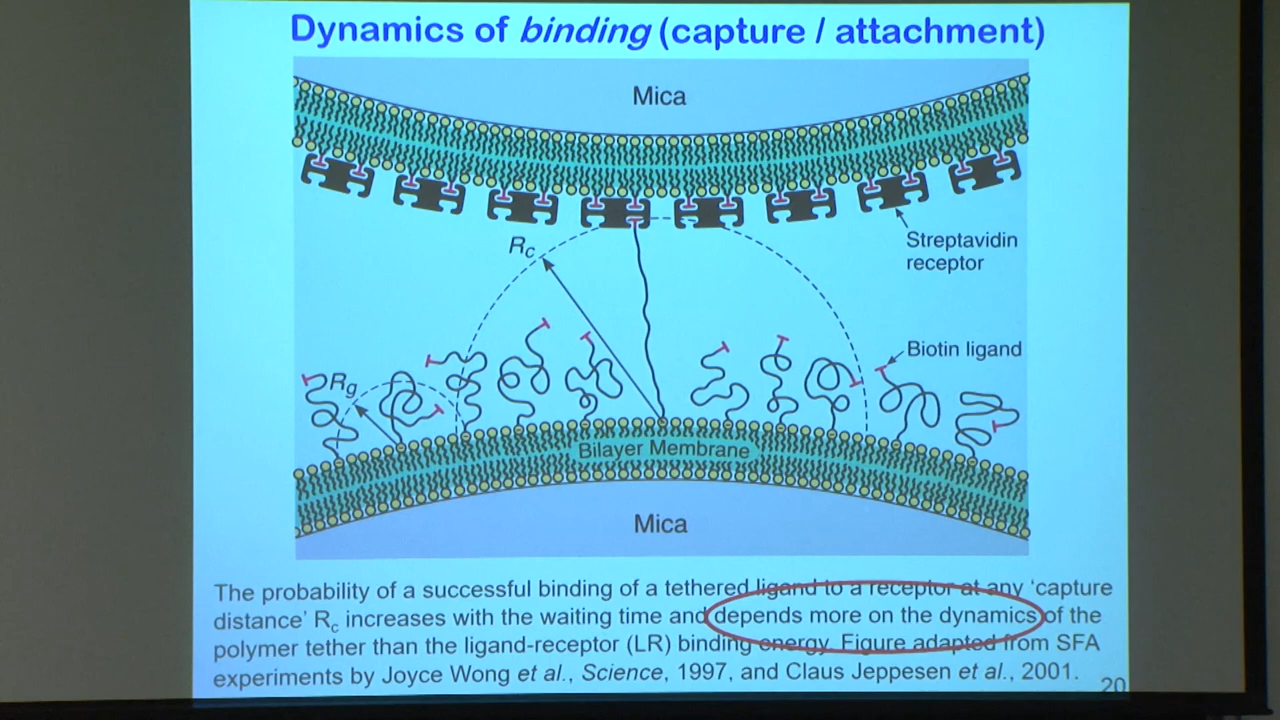 Dynamics of binding (capture / attachment)
Mica
Rc
Streptavidin
receptor
Biotin ligand
Rg
Bilayer Membrane
Mica
The probability of a successful binding of a tethered ligand to a receptor at any ‘capture
distance’ Rc increases with the waiting time and depends more on the dynamics of the
polymer tether than the ligand-receptor (LR) binding energy. Figure adapted from SFA
experiments by Joyce Wong et al., Science, 1997, and Claus Jeppesen et al., 2001.
20